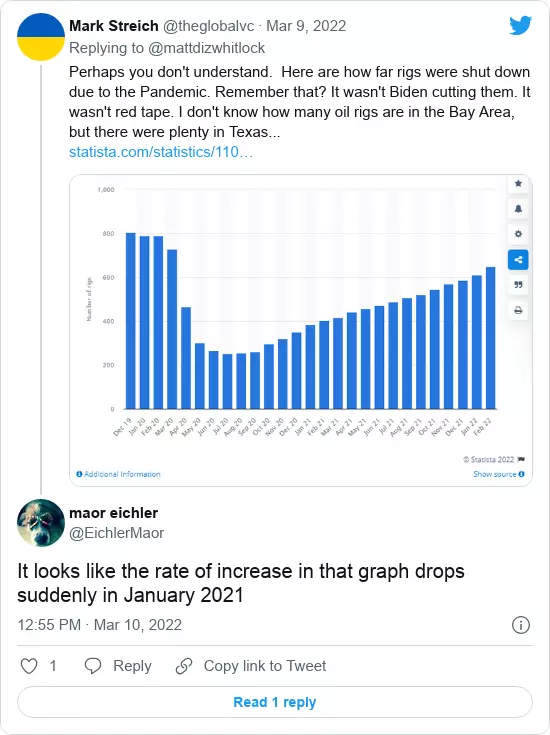 Mark Streich @theglobalvc · Mar 9, 2022
Replying to @mattdizwhitlock
Perhaps you don't understand.  Here are how far rigs were shut down
due to the Pandemic. Remember that? It wasn't Biden cutting them. It
wasn't red tape. I don't know how many oil rigs are in the Bay Area,
but there were plenty in Texas...
statista.com/statistics/110…
1,000
800
600
400
200
0
Number of rigs
Dec 19
Jan 20
Feb 20
Mar 20
Apr 20
May 20
Jun 20
Jul 20
Aug 20
Sep 20
Oct 20
Nov 20
Dec 20
Jan 21
Feb 21
Mar 21
Apr 21
May 21
Jun 21
Jul 21
Aug 21
Sep 21
Oct 21
Nov 21
Dec 21
Jan 22
Feb 22
© Statista 2022
Additional Information
Show source
maor eichler
@EichlerMaor
It looks like the rate of increase in that graph drops
suddenly in January 2021
12:55 PM · Mar 10, 2022
1 Reply Copy link to Tweet
Read 1 reply